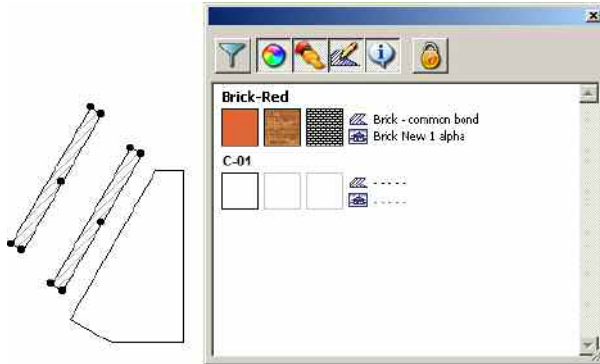 Brick-Red
Brick - common bond
Brick New 1 alpha
C-01
-----
-----